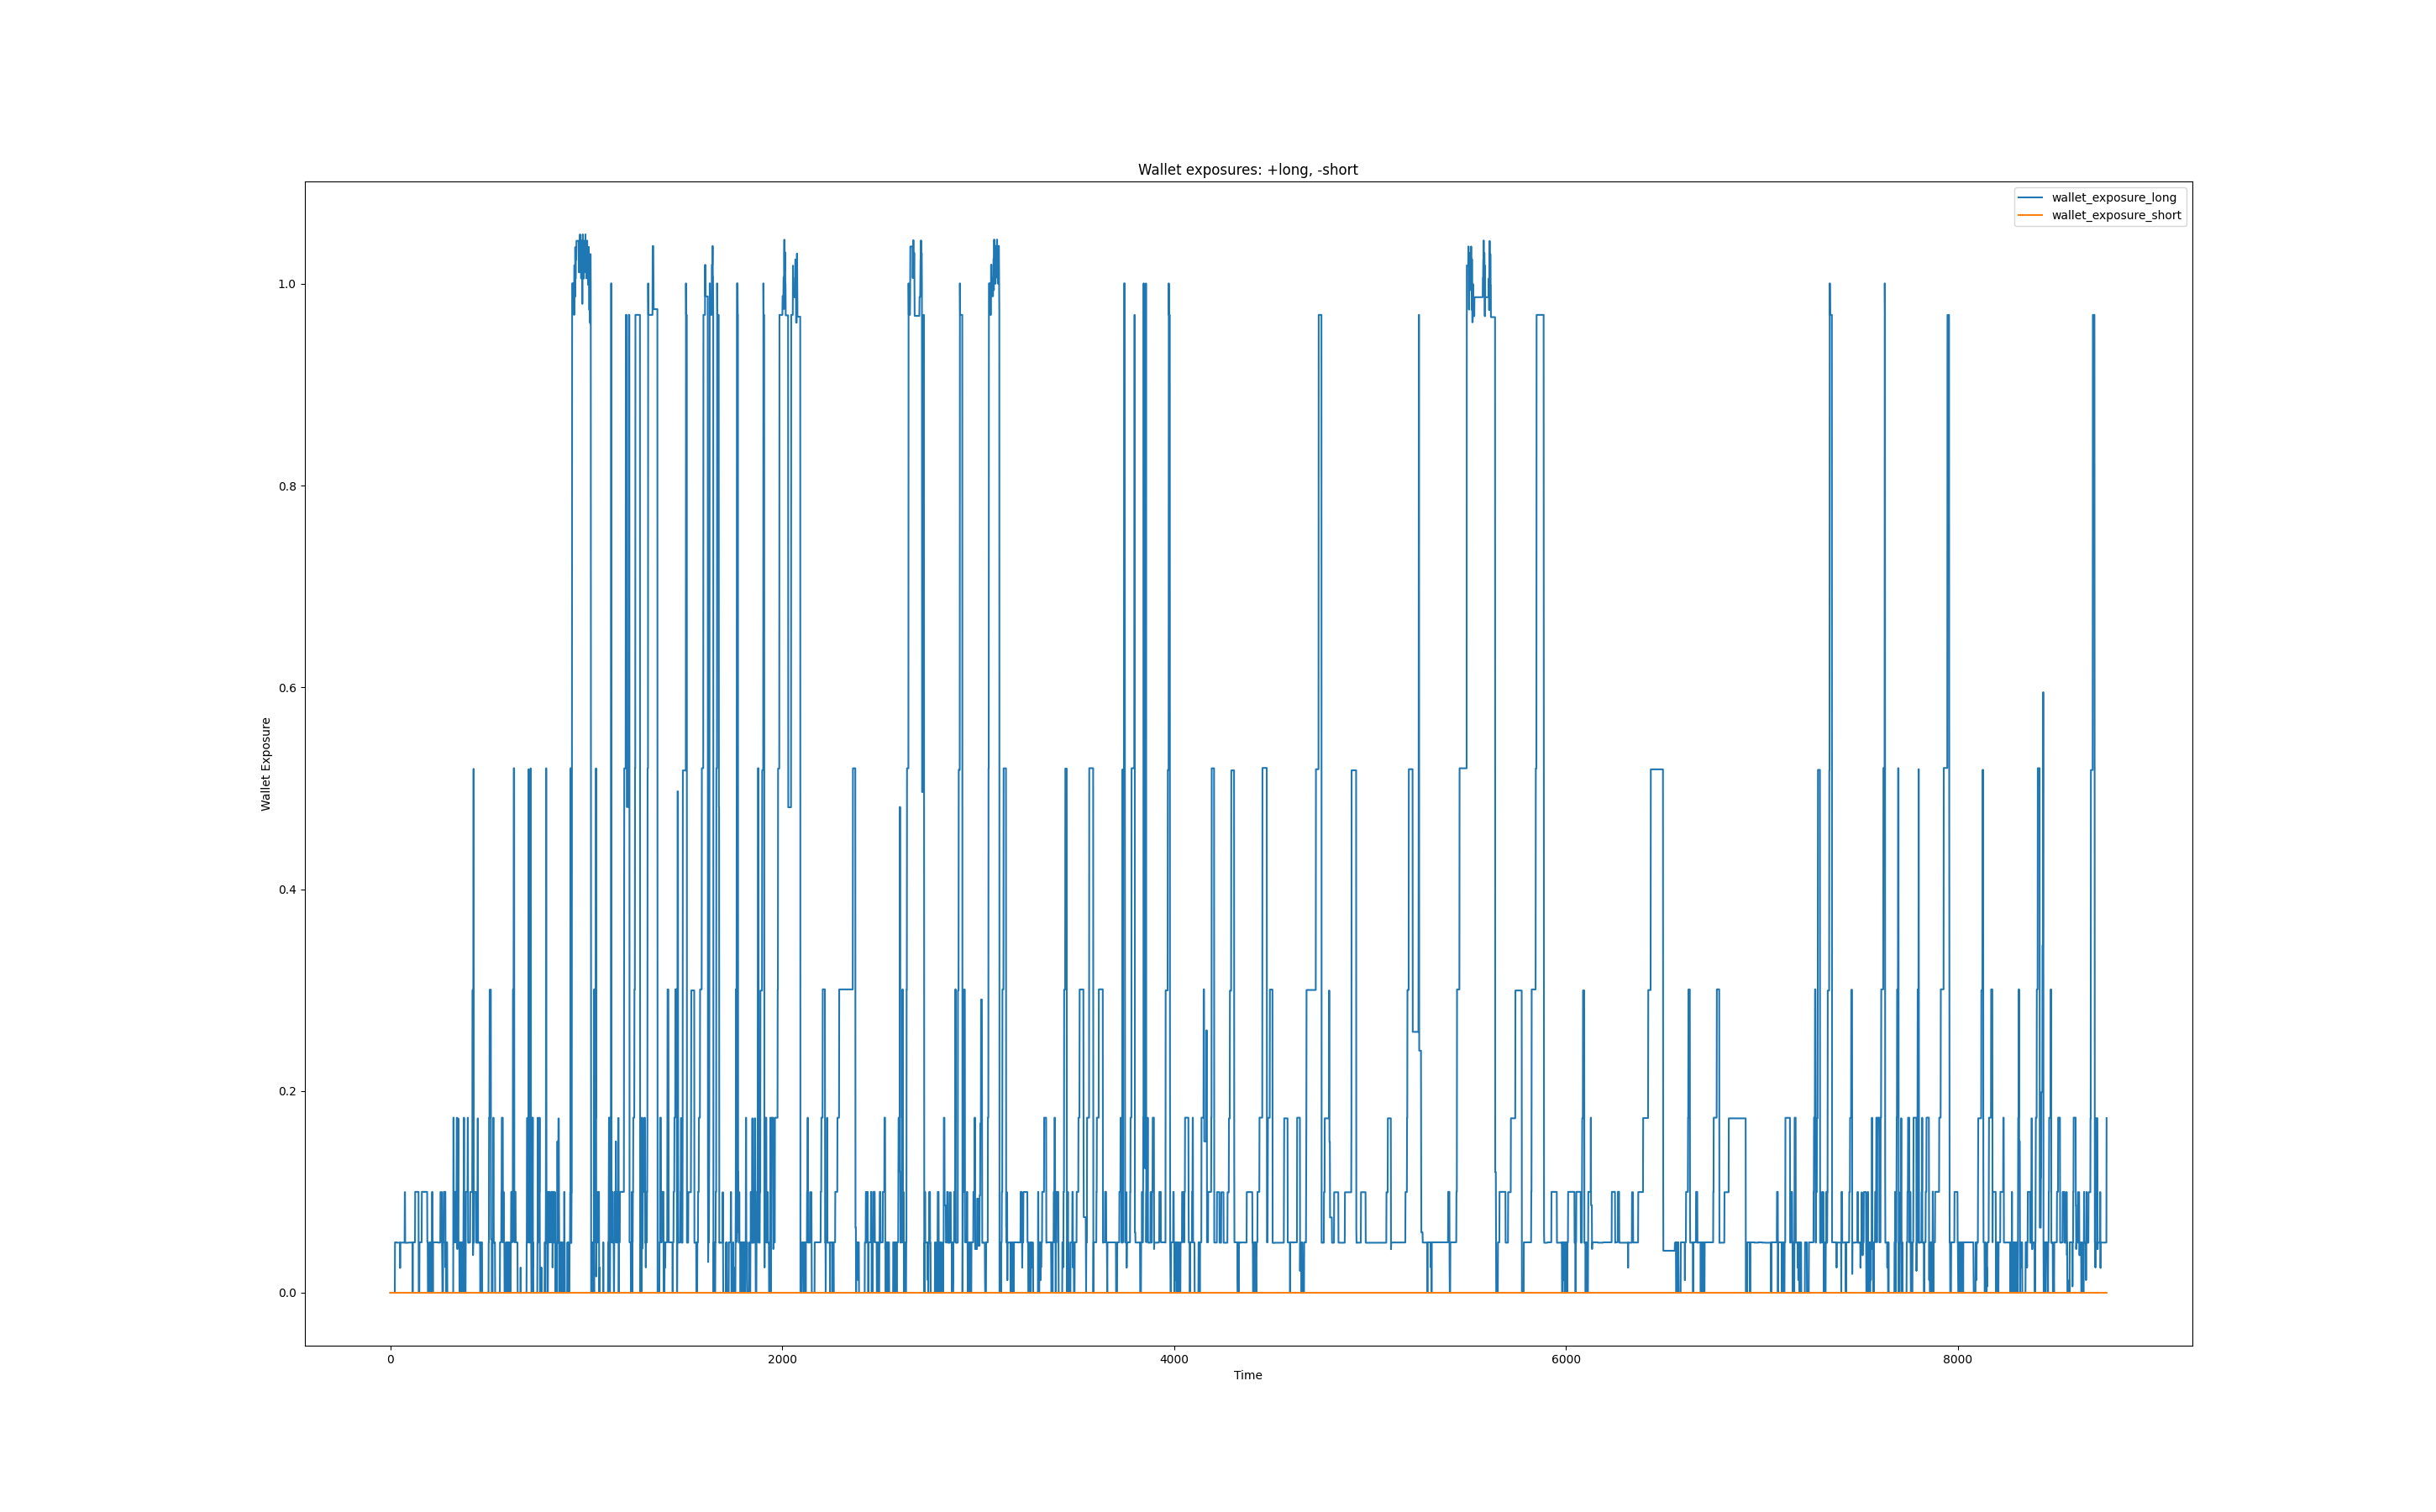 Wallet exposures: +long, -short
wallet_exposure_long
wallet_exposure_short
1.0
0.8
0.6
0.4
0.2
0.0
Wallet Exposure
0 2000 4000 6000 8000
Time